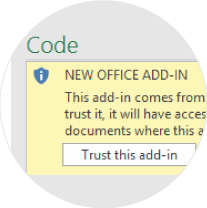 Code
NEW OFFICE ADD-IN
This add-in comes from
trust it, it will have acces
documents where this a
Trust this add-in